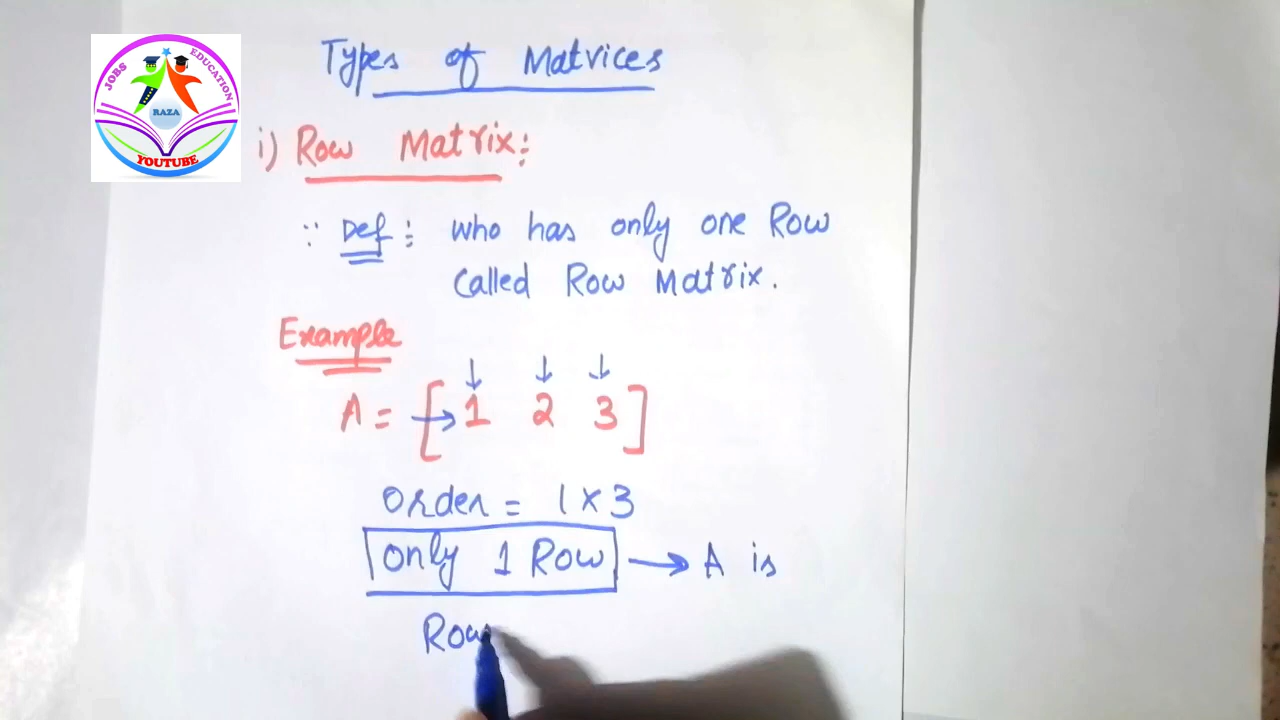 JOBS EDUCATION
RAZA
YOUTUBE
Types of Matrices
i) Row Matrix:
∵ Def: who has only one Row
called Row Matrix.
Example
A = [ 1 2 3 ]
Order = 1 x 3
only 1 Row → A is
Row